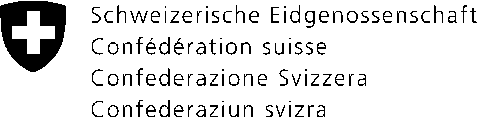 Schweizerische Eidgenossenschaft
Confédération suisse
Confederazione Svizzera
Confederaziun svizra